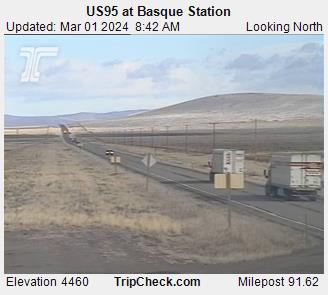 US95 at Basque Station
Updated: Mar 01 2024 8:42 AM Looking North
Elevation 4460 TripCheck.com Milepost 91.62